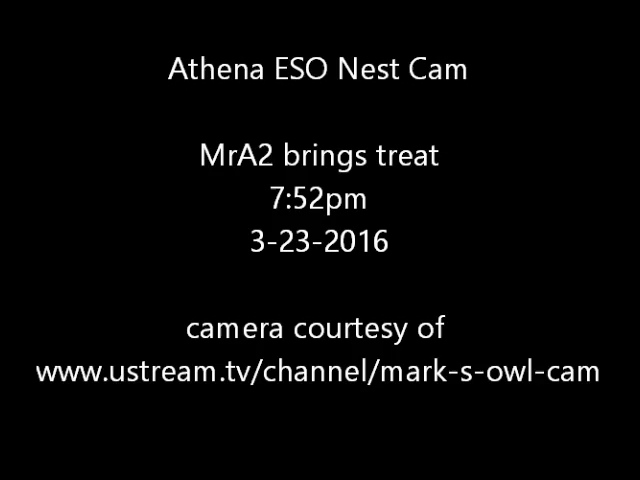 Athena ESO Nest Cam
MrA2 brings treat
7:52pm
3-23-2016
camera courtesy of
www.ustream.tv/channel/mark-s-owl-cam